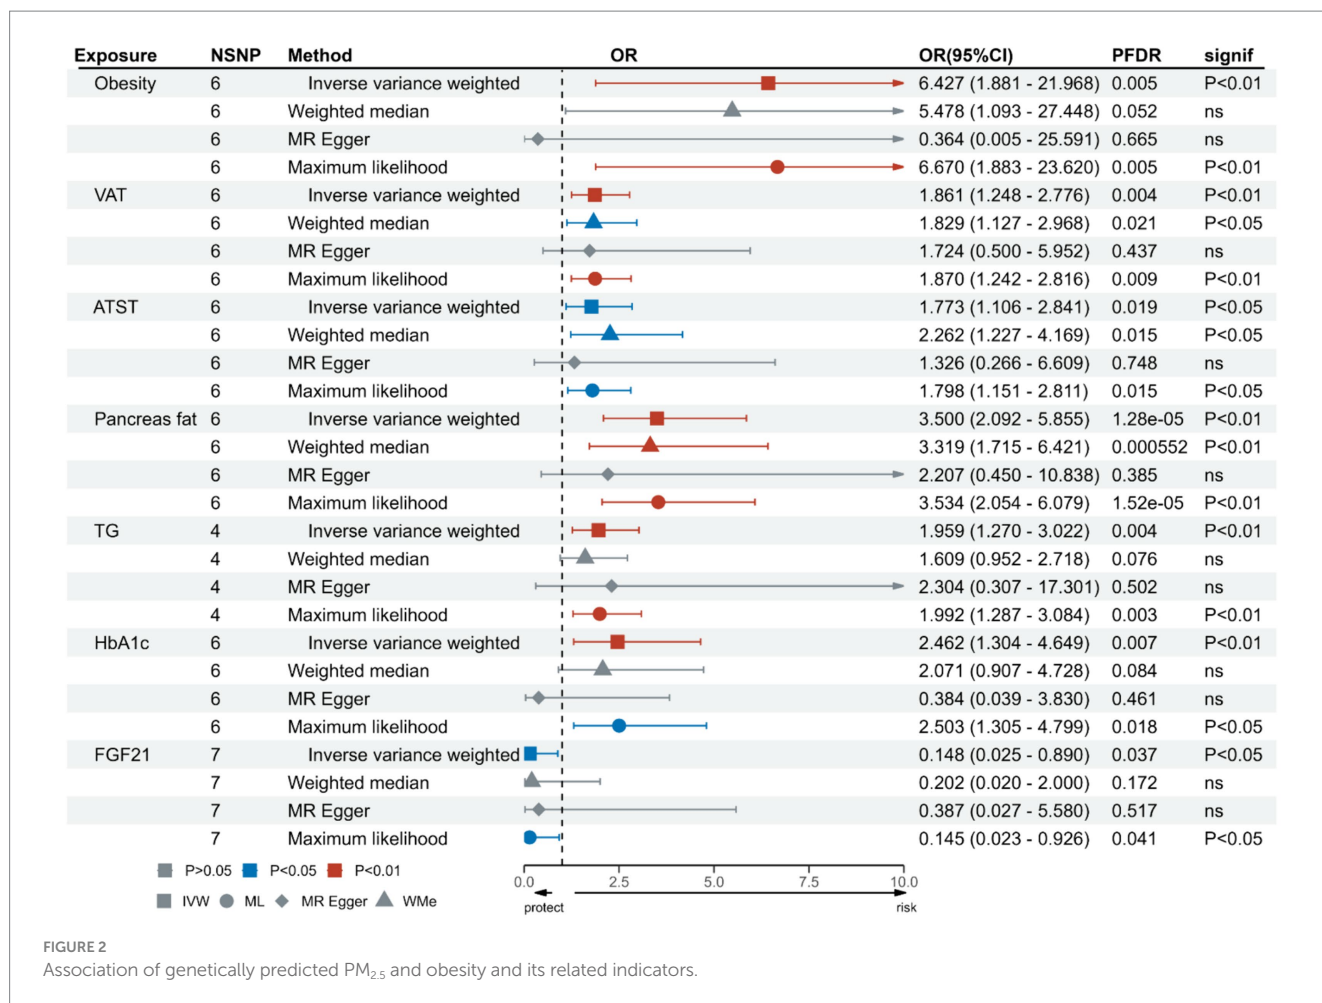 Exposure NSNP Method OR OR(95%CI) PFDR signif
Obesity 6 Inverse variance weighted 6.427 (1.881 - 21.968) 0.005 P<0.01
6 Weighted median 5.478 (1.093 - 27.448) 0.052 ns
6 MR Egger 0.364 (0.005 - 25.591) 0.665 ns
6 Maximum likelihood 6.670 (1.883 - 23.620) 0.005 P<0.01
VAT 6 Inverse variance weighted 1.861 (1.248 - 2.776) 0.004 P<0.01
6 Weighted median 1.829 (1.127 - 2.968) 0.021 P<0.05
6 MR Egger 1.724 (0.500 - 5.952) 0.437 ns
6 Maximum likelihood 1.870 (1.242 - 2.816) 0.009 P<0.01
ATST 6 Inverse variance weighted 1.773 (1.106 - 2.841) 0.019 P<0.05
6 Weighted median 2.262 (1.227 - 4.169) 0.015 P<0.05
6 MR Egger 1.326 (0.266 - 6.609) 0.748 ns
6 Maximum likelihood 1.798 (1.151 - 2.811) 0.015 P<0.05
Pancreas fat 6 Inverse variance weighted 3.500 (2.092 - 5.855) 1.28e-05 P<0.01
6 Weighted median 3.319 (1.715 - 6.421) 0.000552 P<0.01
6 MR Egger 2.207 (0.450 - 10.838) 0.385 ns
6 Maximum likelihood 3.534 (2.054 - 6.079) 1.52e-05 P<0.01
TG 4 Inverse variance weighted 1.959 (1.270 - 3.022) 0.004 P<0.01
4 Weighted median 1.609 (0.952 - 2.718) 0.076 ns
4 MR Egger 2.304 (0.307 - 17.301) 0.502 ns
4 Maximum likelihood 1.992 (1.287 - 3.084) 0.003 P<0.01
HbA1c 6 Inverse variance weighted 2.462 (1.304 - 4.649) 0.007 P<0.01
6 Weighted median 2.071 (0.907 - 4.728) 0.084 ns
6 MR Egger 0.384 (0.039 - 3.830) 0.461 ns
6 Maximum likelihood 2.503 (1.305 - 4.799) 0.018 P<0.05
FGF21 7 Inverse variance weighted 0.148 (0.025 - 0.890) 0.037 P<0.05
7 Weighted median 0.202 (0.020 - 2.000) 0.172 ns
7 MR Egger 0.387 (0.027 - 5.580) 0.517 ns
7 Maximum likelihood 0.145 (0.023 - 0.926) 0.041 P<0.05
P>0.05 P<0.05 P<0.01
0.0 2.5 5.0 7.5 10.0
IVW ML MR Egger WMe
protect risk
FIGURE 2
Association of genetically predicted PM2.5 and obesity and its related indicators.